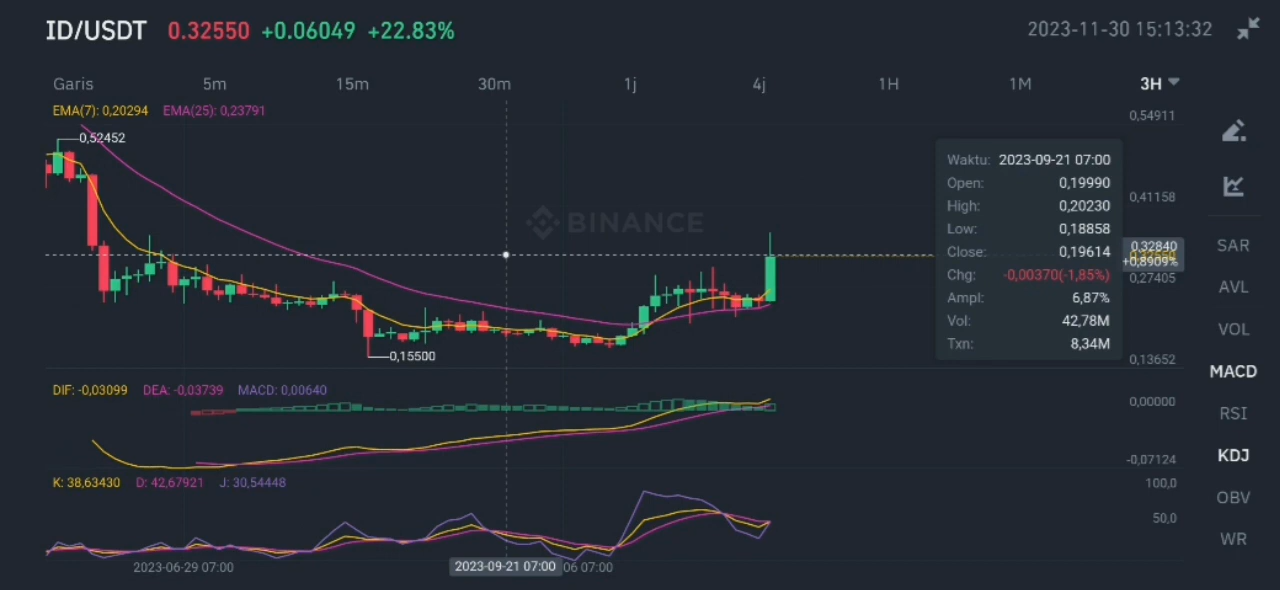 ID/USDT 0.32550 +0.06049 +22.83% 2023-11-30 15:13:32
Garis 5m 15m 30m 1j 4j 1H 1M 3H
EMA(7): 0,20294 EMA(25): 0,23791
0,54911
0,52452
BINANCE
Waktu: 2023-09-21 07:00
Open: 0,19990
High: 0,20230
Low: 0,18858
Close: 0,19614
Chg: -0,00370(-1,85%)
Ampl: 6,87%
Vol: 42,78M
Txn: 8,34M
0,41158
0,32840
+0,8909%
0,27405
0,15500
0,13652
DIF: -0,03099 DEA: -0,03739 MACD: 0,00640
0,00000
-0,07124
K: 38,63430 D: 42,67921 J: 30,54448
100,0
50,0
2023-06-29 07:00 2023-09-21 07:00 06 07:00
SAR
AVL
VOL
MACD
RSI
KDJ
OBV
WR